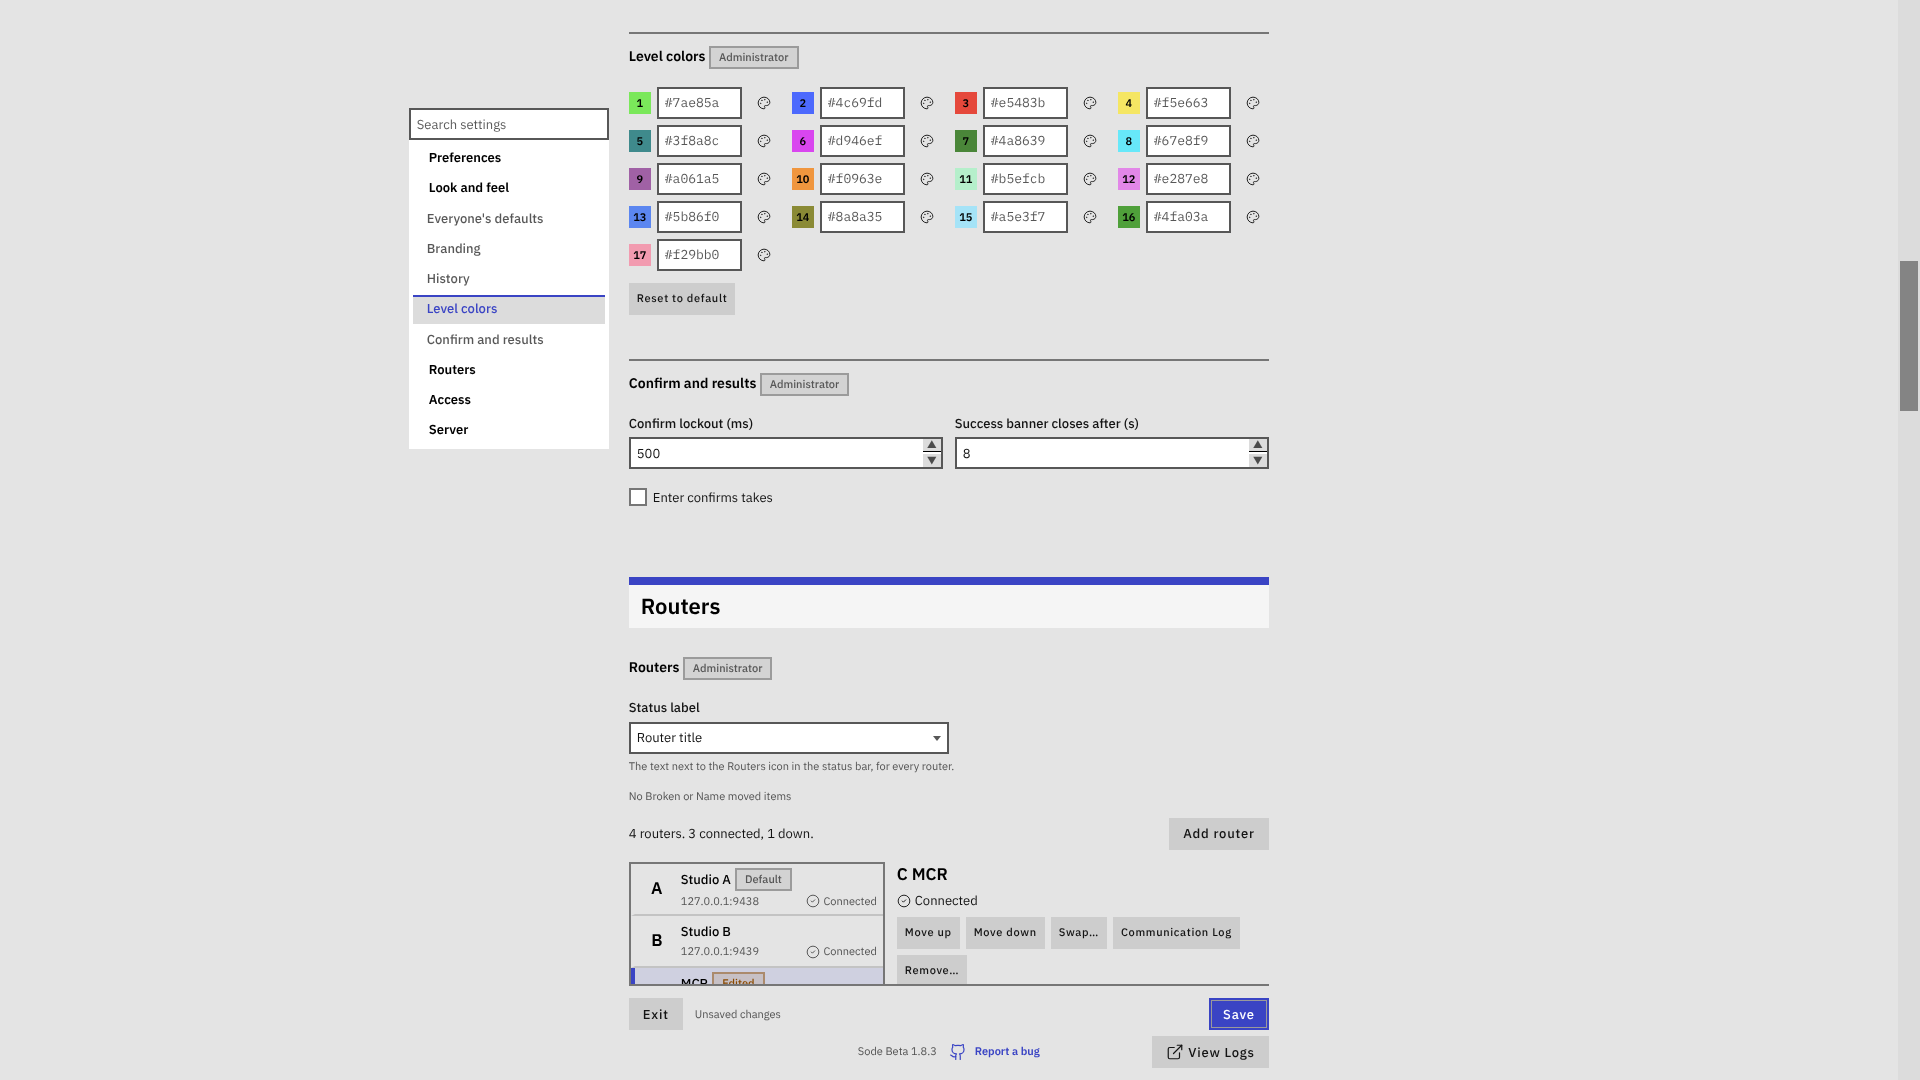 Search settings
Preferences
Look and feel
Everyone's defaults
Branding
History
Level colors
Confirm and results
Routers
Access
Server
Level colors Administrator
1 #7ae85a 2 #4c69fd 3 #e5483b 4 #f5e663
5 #3f8a8c 6 #d946ef 7 #4a8639 8 #67e8f9
9 #a061a5 10 #f0963e 11 #b5efcb 12 #e287e8
13 #5b86f0 14 #8a8a35 15 #a5e3f7 16 #4fa03a
17 #f29bb0
Reset to default
Confirm and results Administrator
Confirm lockout (ms) Success banner closes after (s)
500 8
Enter confirms takes
Routers
Routers Administrator
Status label
Router title
The text next to the Routers icon in the status bar, for every router.
No Broken or Name moved items
4 routers. 3 connected, 1 down. Add router
A Studio A Default
127.0.0.1:9438 Connected
B Studio B
127.0.0.1:9439 Connected
MCR Edited
C MCR
Connected
Move up Move down Swap... Communication Log
Remove...
Exit Unsaved changes Save
Sode Beta 1.8.3 Report a bug View Logs